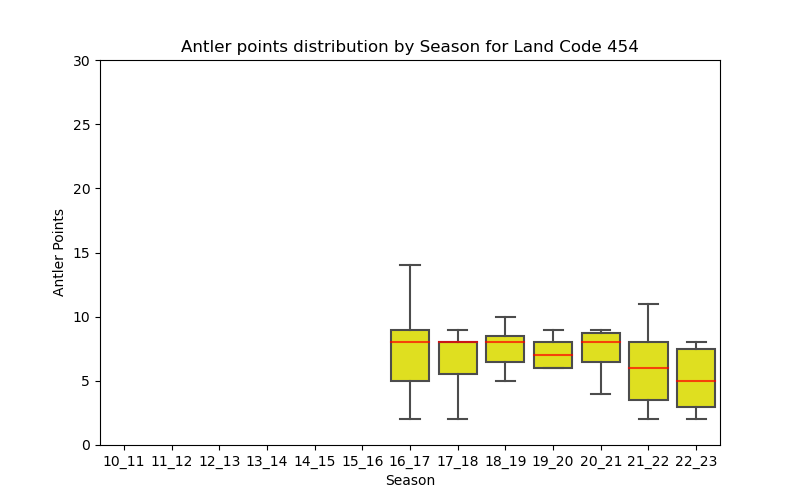 Antler points distribution by Season for Land Code 454
30
25
20
15
10
5
0
Antler Points
10_11 11_12 12_13 13_14 14_15 15_16 16_17 17_18 18_19 19_20 20_21 21_22 22_23
Season